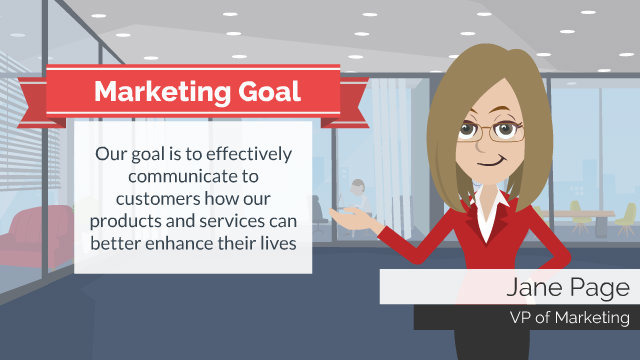 Marketing Goal
Our goal is to effectively
communicate to
customers how our
products and services can
better enhance their lives
Jane Page
VP of Marketing